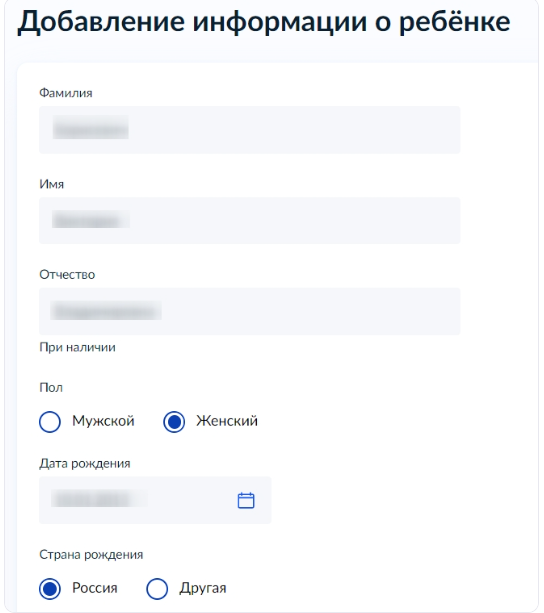 Добавление информации о ребёнке
Фамилия
Имя
Отчество
При наличии
Пол
Мужской Женский
Дата рождения
Страна рождения
Россия Другая